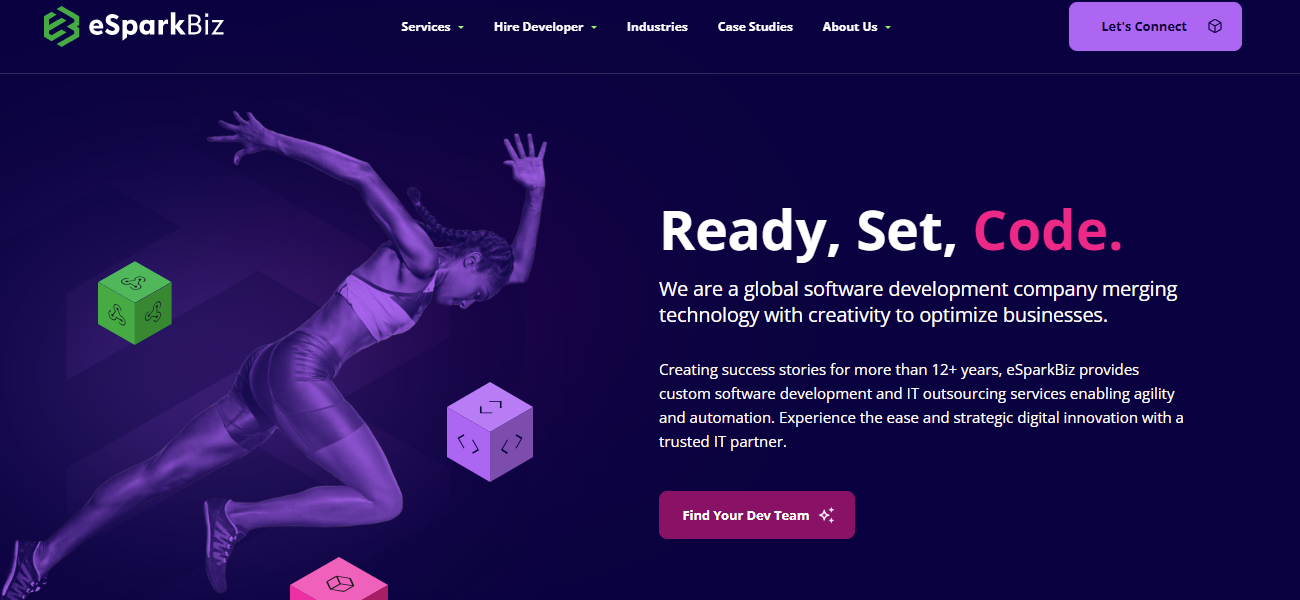 eSparkBiz
Services
Hire Developer
Industries
Case Studies
About Us
Let's Connect
Ready, Set, Code.
We are a global software development company merging
technology with creativity to optimize businesses.
Creating success stories for more than 12+ years, eSparkBiz provides
custom software development and IT outsourcing services enabling agility
and automation. Experience the ease and strategic digital innovation with a
trusted IT partner.
Find Your Dev Team